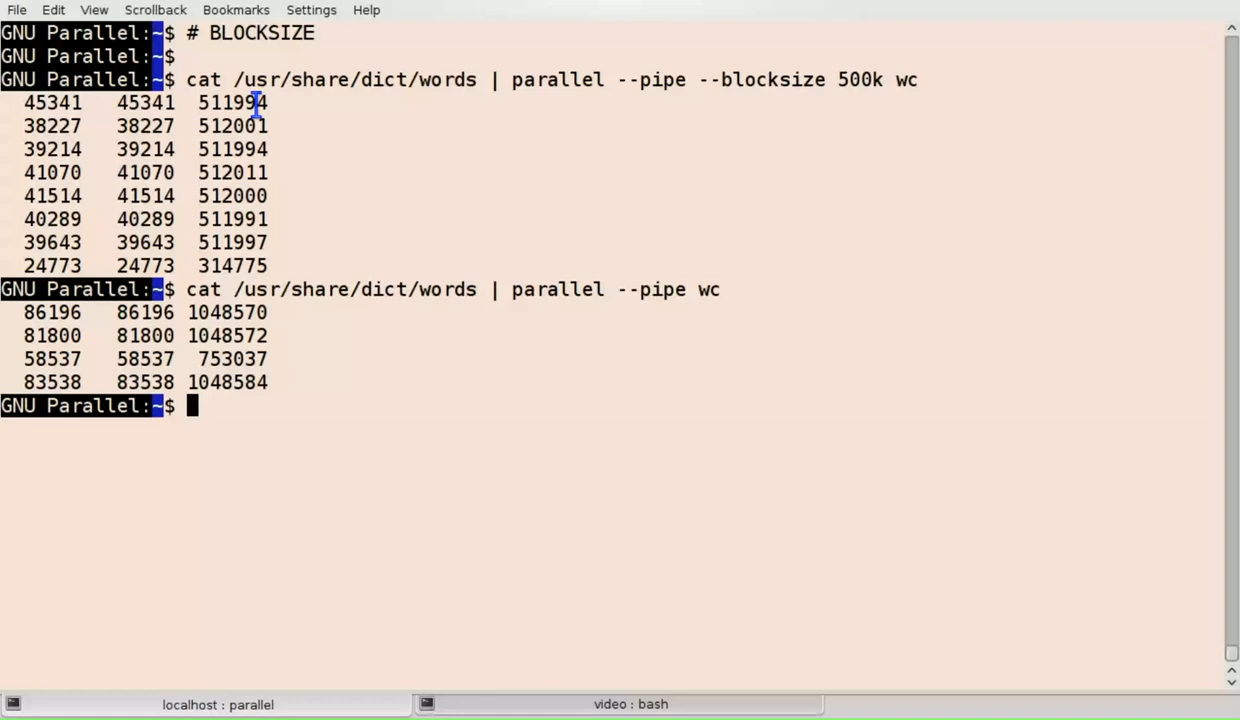 File Edit View Scrollback Bookmarks Settings Help
GNU Parallel:~$ # BLOCKSIZE
GNU Parallel:~$
GNU Parallel:~$ cat /usr/share/dict/words | parallel --pipe --blocksize 500k wc
45341 45341 511994
38227 38227 512001
39214 39214 511994
41070 41070 512011
41514 41514 512000
40289 40289 511991
39643 39643 511997
24773 24773 314775
GNU Parallel:~$ cat /usr/share/dict/words | parallel --pipe wc
86196 86196 1048570
81800 81800 1048572
58537 58537 753037
83538 83538 1048584
GNU Parallel:~$
localhost : parallel
video : bash